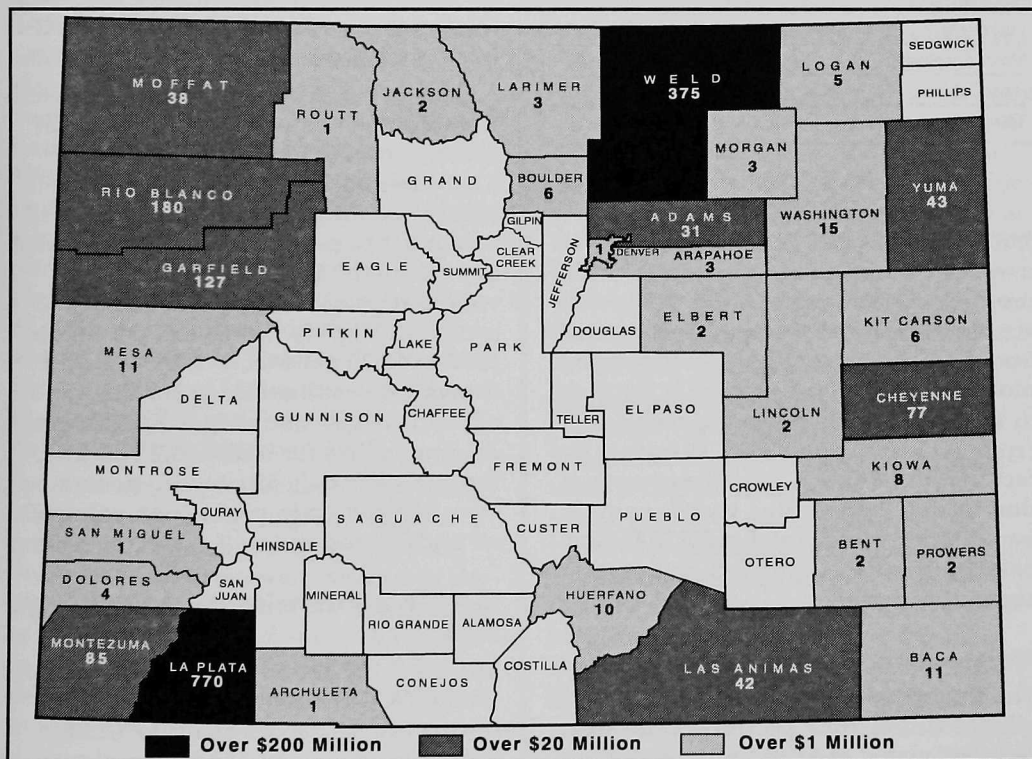 MOFFAT
38
ROUTT
1
JACKSON
2
LARIMER
3
WELD
375
LOGAN
5
SEDGWICK
PHILLIPS
MORGAN
3
RIO BLANCO
180
GRAND
BOULDER
6
YUMA
43
GILPIN
ADAMS
31
WASHINGTON
15
GARFIELD
127
EAGLE
SUMMIT
CLEAR
CREEK
JEFFERSON
1
DENVER
ARAPAHOE
3
MESA
11
PITKIN
LAKE
PARK
DOUGLAS
ELBERT
2
KIT CARSON
6
DELTA
GUNNISON
CHAFFEE
TELLER
EL PASO
LINCOLN
2
CHEYENNE
77
MONTROSE
FREMONT
KIOWA
8
OURAY
SAGUACHE
CUSTER
PUEBLO
CROWLEY
SAN MIGUEL
1
HINSDALE
OTERO
BENT
2
PROWERS
2
DOLORES
4
SAN
JUAN
MINERAL
RIO GRANDE
ALAMOSA
HUERFANO
10
MONTEZUMA
85
LA PLATA
770
ARCHULETA
1
CONEJOS
COSTILLA
LAS ANIMAS
42
BACA
11
Over $200 Million
Over $20 Million
Over $1 Million